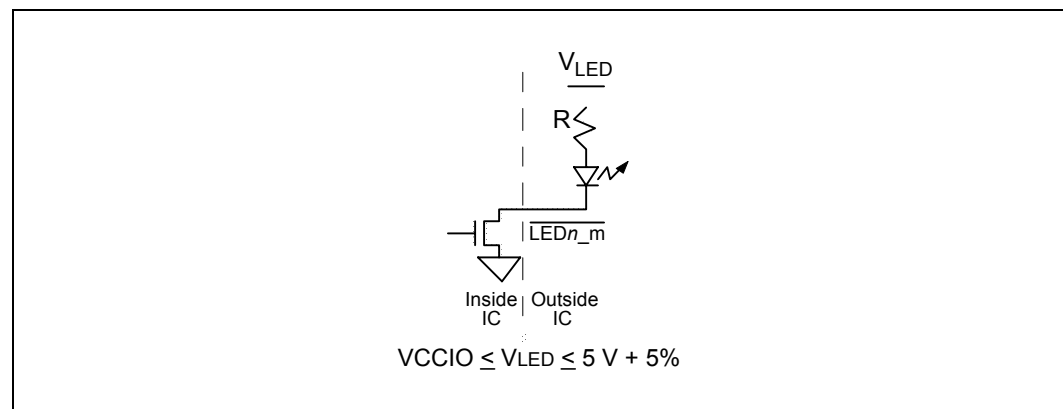 VLED
R
LEDn_m
Inside Outside
IC IC
VCCIO ≤ VLED ≤ 5 V + 5%